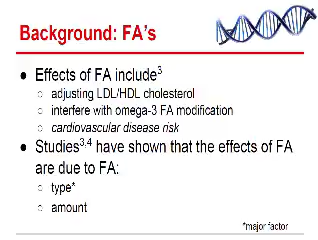 Background: FA's
● Effects of FA include3
○ adjusting LDL/HDL cholesterol
○ interfere with omega-3 FA modification
○ cardiovascular disease risk
● Studies3,4 have shown that the effects of FA
are due to FA:
○ type*
○ amount
*major factor